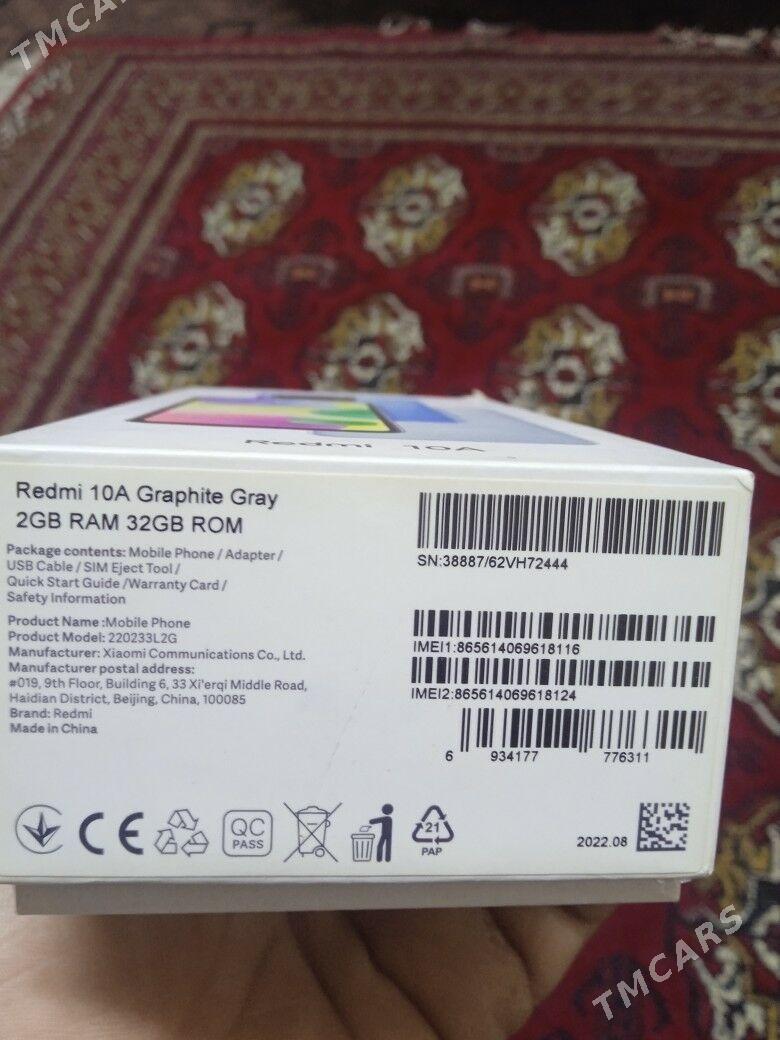 TMCARS
Redmi 10A
Redmi 10A Graphite Gray
2GB RAM 32GB ROM
Package contents: Mobile Phone / Adapter /
USB Cable / SIM Eject Tool /
Quick Start Guide /Warranty Card /
Safety Information
Product Name :Mobile Phone
Product Model: 220233L2G
Manufacturer: Xiaomi Communications Co., Ltd.
Manufacturer postal address:
#019, 9th Floor, Building 6, 33 Xi'erqi Middle Road,
Haidian District, Beijing, China, 100085
Brand: Redmi
Made in China
SN:38887/62VH72444
IMEI1:865614069618116
IMEI2:865614069618124
6 934177 776311
CE
QC
PASS
21
PAP
2022.08
TMCARS